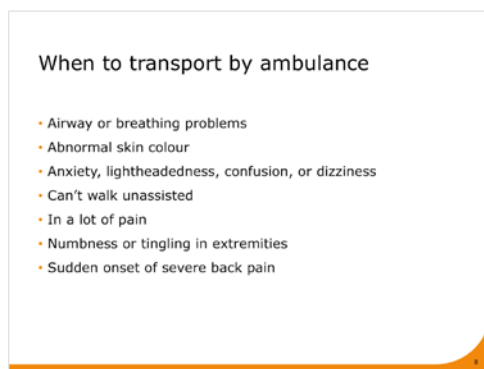 When to transport by ambulance
• Airway or breathing problems
• Abnormal skin colour
• Anxiety, lightheadedness, confusion, or dizziness
• Can't walk unassisted
• In a lot of pain
• Numbness or tingling in extremities
• Sudden onset of severe back pain